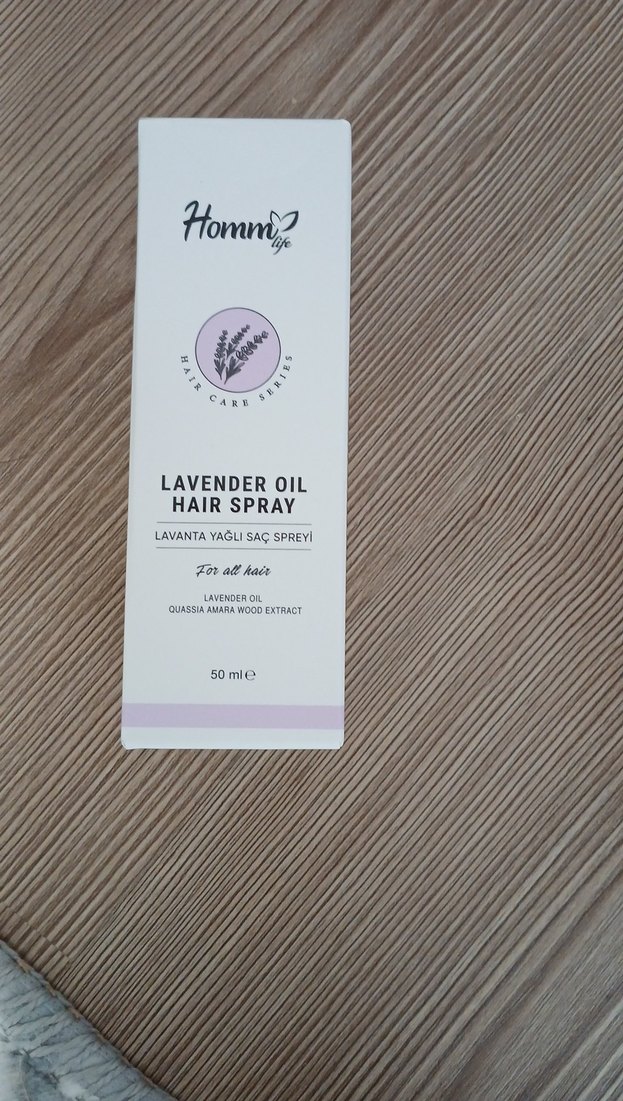 Homm
life
HAIR CARE SERIES
LAVENDER OIL
HAIR SPRAY
LAVANTA YAĞLI SAÇ SPREYİ
For all hair
LAVENDER OIL
QUASSIA AMARA WOOD EXTRACT
50 ml ℮